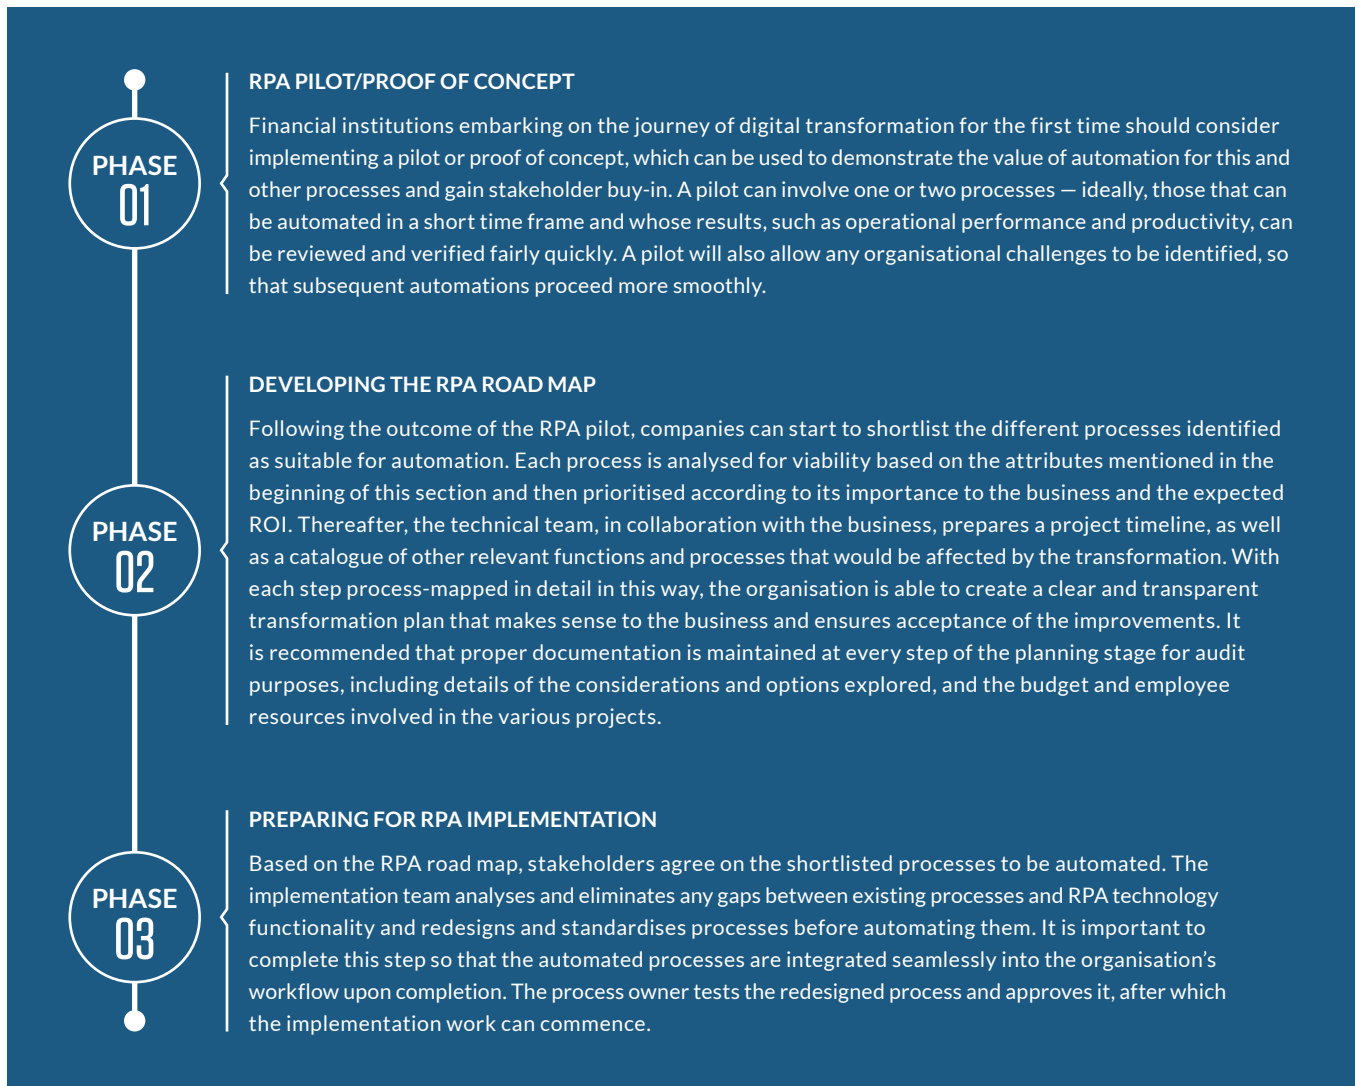 PHASE
01
RPA PILOT/PROOF OF CONCEPT
Financial institutions embarking on the journey of digital transformation for the first time should consider
implementing a pilot or proof of concept, which can be used to demonstrate the value of automation for this and
other processes and gain stakeholder buy-in. A pilot can involve one or two processes — ideally, those that can
be automated in a short time frame and whose results, such as operational performance and productivity, can
be reviewed and verified fairly quickly. A pilot will also allow any organisational challenges to be identified, so
that subsequent automations proceed more smoothly.
PHASE
02
DEVELOPING THE RPA ROAD MAP
Following the outcome of the RPA pilot, companies can start to shortlist the different processes identified
as suitable for automation. Each process is analysed for viability based on the attributes mentioned in the
beginning of this section and then prioritised according to its importance to the business and the expected
ROI. Thereafter, the technical team, in collaboration with the business, prepares a project timeline, as well
as a catalogue of other relevant functions and processes that would be affected by the transformation. With
each step process-mapped in detail in this way, the organisation is able to create a clear and transparent
transformation plan that makes sense to the business and ensures acceptance of the improvements. It
is recommended that proper documentation is maintained at every step of the planning stage for audit
purposes, including details of the considerations and options explored, and the budget and employee
resources involved in the various projects.
PHASE
03
PREPARING FOR RPA IMPLEMENTATION
Based on the RPA road map, stakeholders agree on the shortlisted processes to be automated. The
implementation team analyses and eliminates any gaps between existing processes and RPA technology
functionality and redesigns and standardises processes before automating them. It is important to
complete this step so that the automated processes are integrated seamlessly into the organisation’s
workflow upon completion. The process owner tests the redesigned process and approves it, after which
the implementation work can commence.